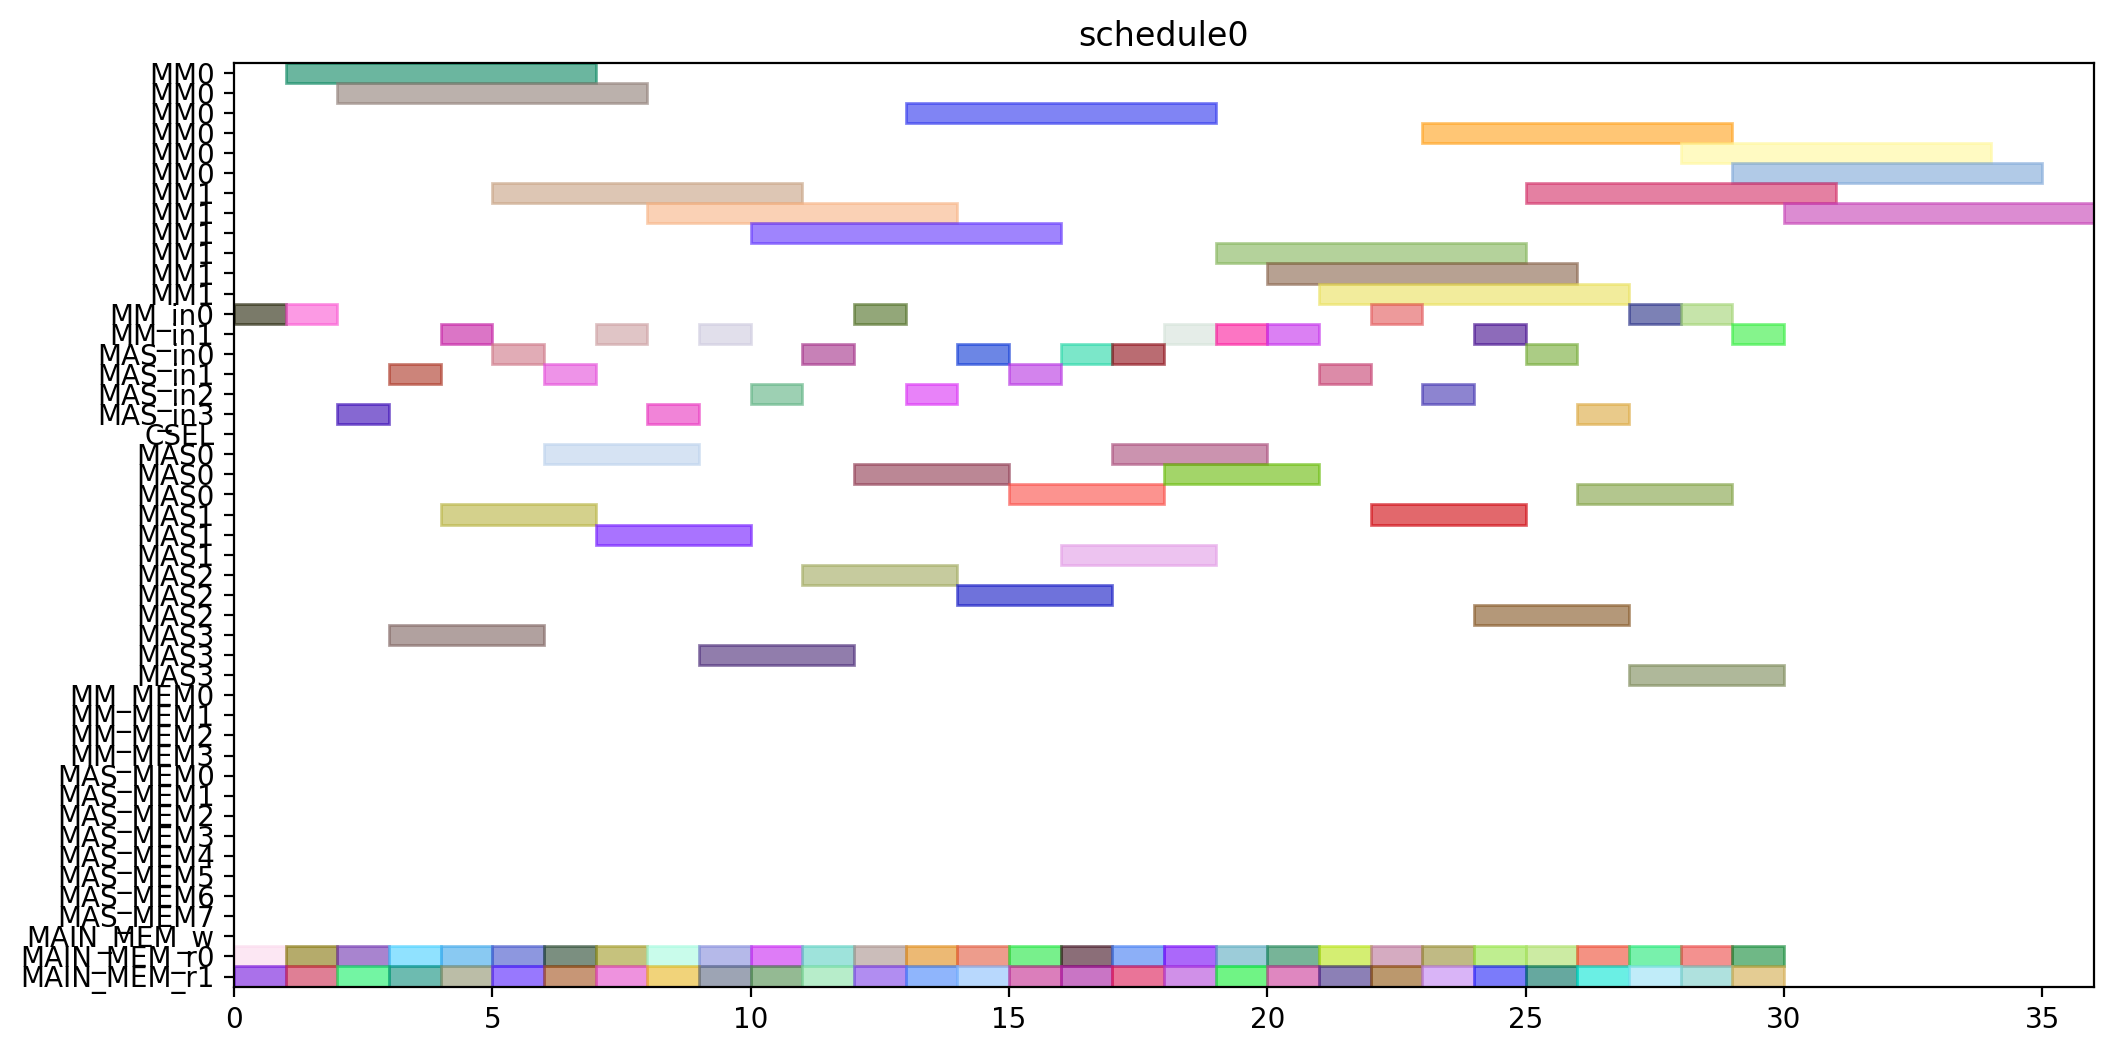 schedule0
MM0
MM0
MM0
MM0
MM0
MM0
MM1
MM1
MM1
MM1
MM1
MM1
MM_in0
MM_in1
MAS_in0
MAS_in1
MAS_in2
MAS_in3
CSEL
MAS0
MAS0
MAS0
MAS1
MAS1
MAS1
MAS2
MAS2
MAS2
MAS3
MAS3
MAS3
MM_MEM0
MM_MEM1
MM_MEM2
MM_MEM3
MAS_MEM0
MAS_MEM1
MAS_MEM2
MAS_MEM3
MAS_MEM4
MAS_MEM5
MAS_MEM6
MAS_MEM7
MAIN_MEM_w
MAIN_MEM_r0
MAIN_MEM_r1
0 5 10 15 20 25 30 35